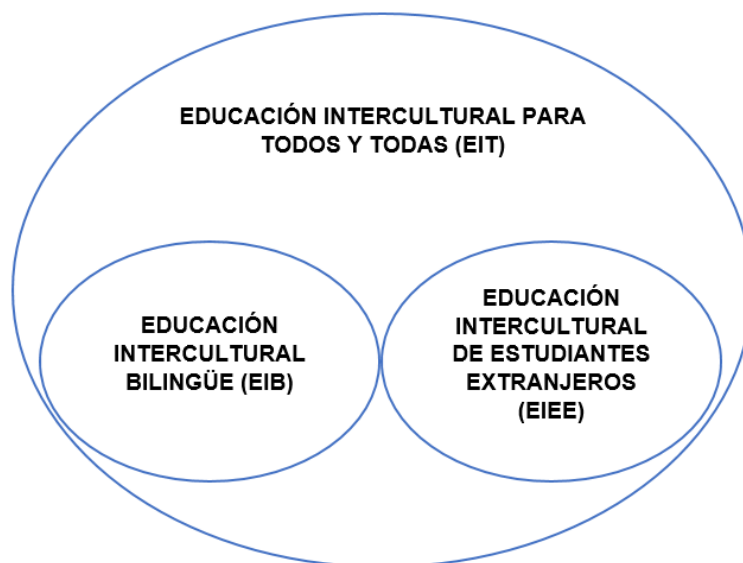 EDUCACIÓN INTERCULTURAL PARA
TODOS Y TODAS (EIT)
EDUCACIÓN
INTERCULTURAL
BILINGÜE (EIB)
EDUCACIÓN
INTERCULTURAL
DE ESTUDIANTES
EXTRANJEROS
(EIEE)